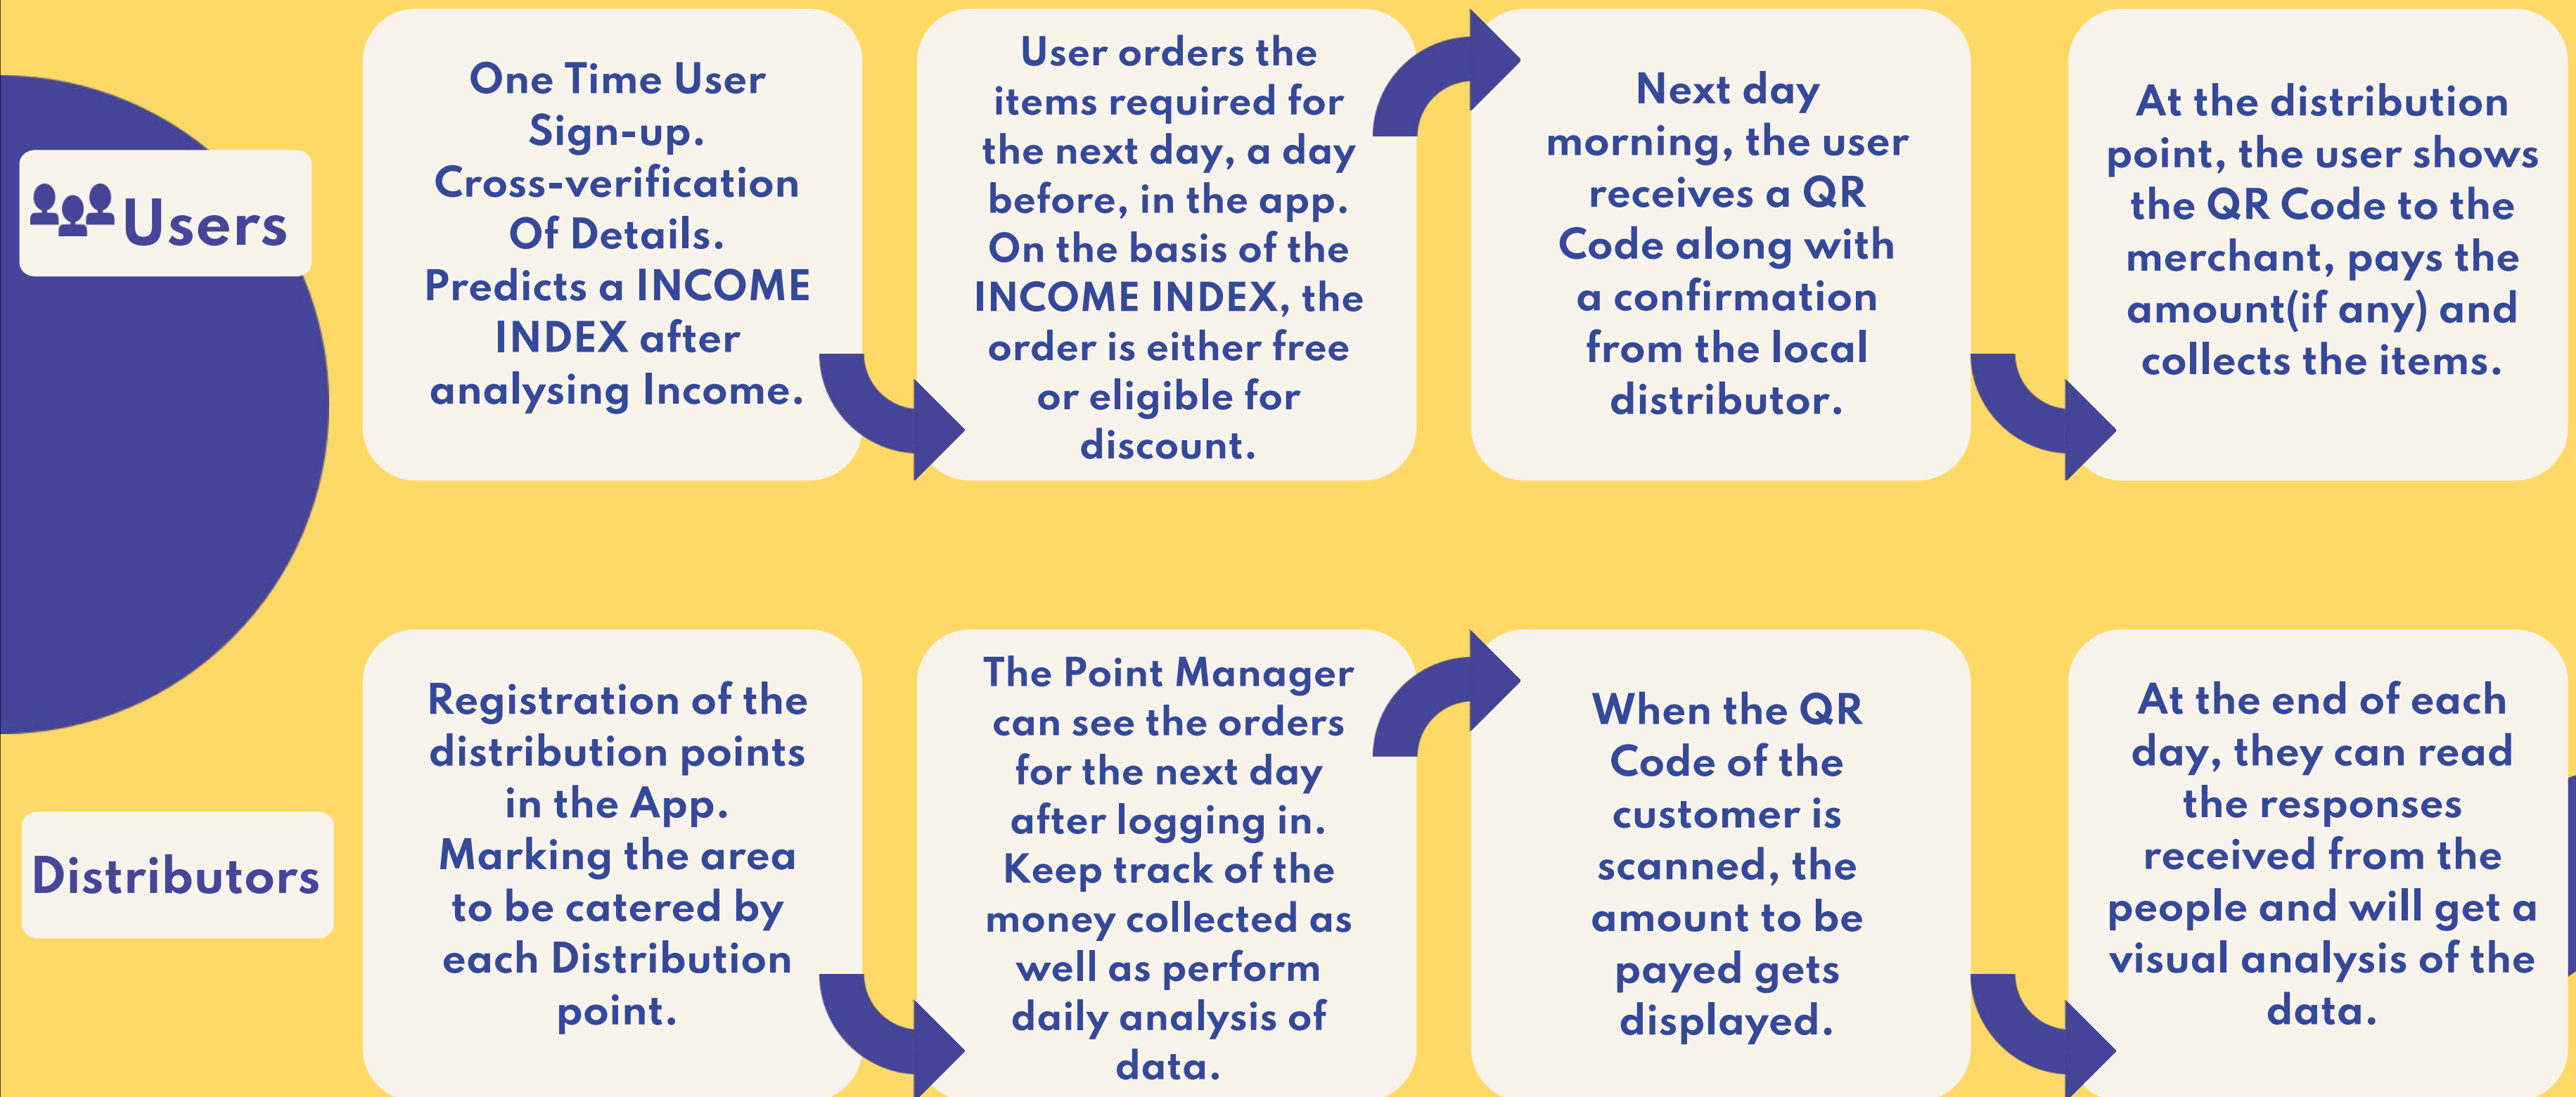 Users
One Time User
Sign-up.
Cross-verification
Of Details.
Predicts a INCOME
INDEX after
analysing Income.
User orders the
items required for
the next day, a day
before, in the app.
On the basis of the
INCOME INDEX, the
order is either free
or eligible for
discount.
Next day
morning, the user
receives a QR
Code along with
a confirmation
from the local
distributor.
At the distribution
point, the user shows
the QR Code to the
merchant, pays the
amount(if any) and
collects the items.
Distributors
Registration of the
distribution points
in the App.
Marking the area
to be catered by
each Distribution
point.
The Point Manager
can see the orders
for the next day
after logging in.
Keep track of the
money collected as
well as perform
daily analysis of
data.
When the QR
Code of the
customer is
scanned, the
amount to be
payed gets
displayed.
At the end of each
day, they can read
the responses
received from the
people and will get a
visual analysis of the
data.